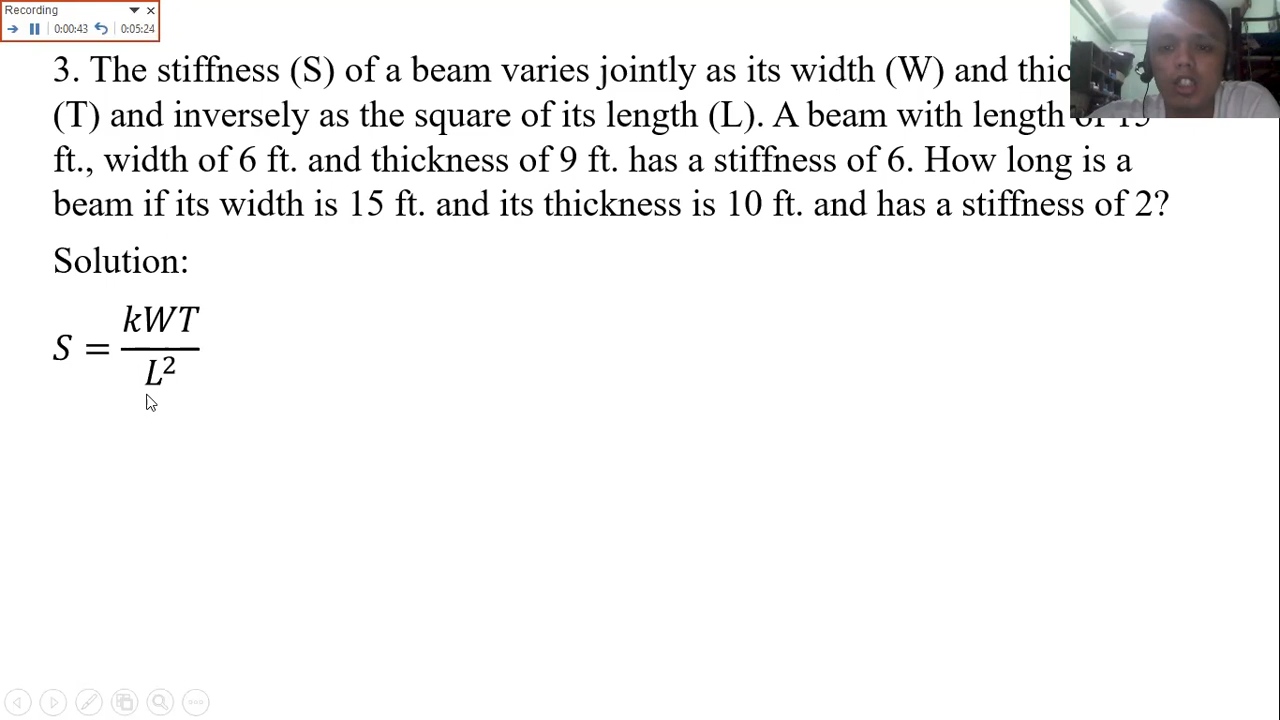 Recording
0:00:43 0:05:24
3. The stiffness (S) of a beam varies jointly as its width (W) and
(T) and inversely as the square of its length (L). A beam with length
ft., width of 6 ft. and thickness of 9 ft. has a stiffness of 6. How long is a
beam if its width is 15 ft. and its thickness is 10 ft. and has a stiffness of 2?
Solution:
S = kWT / L²